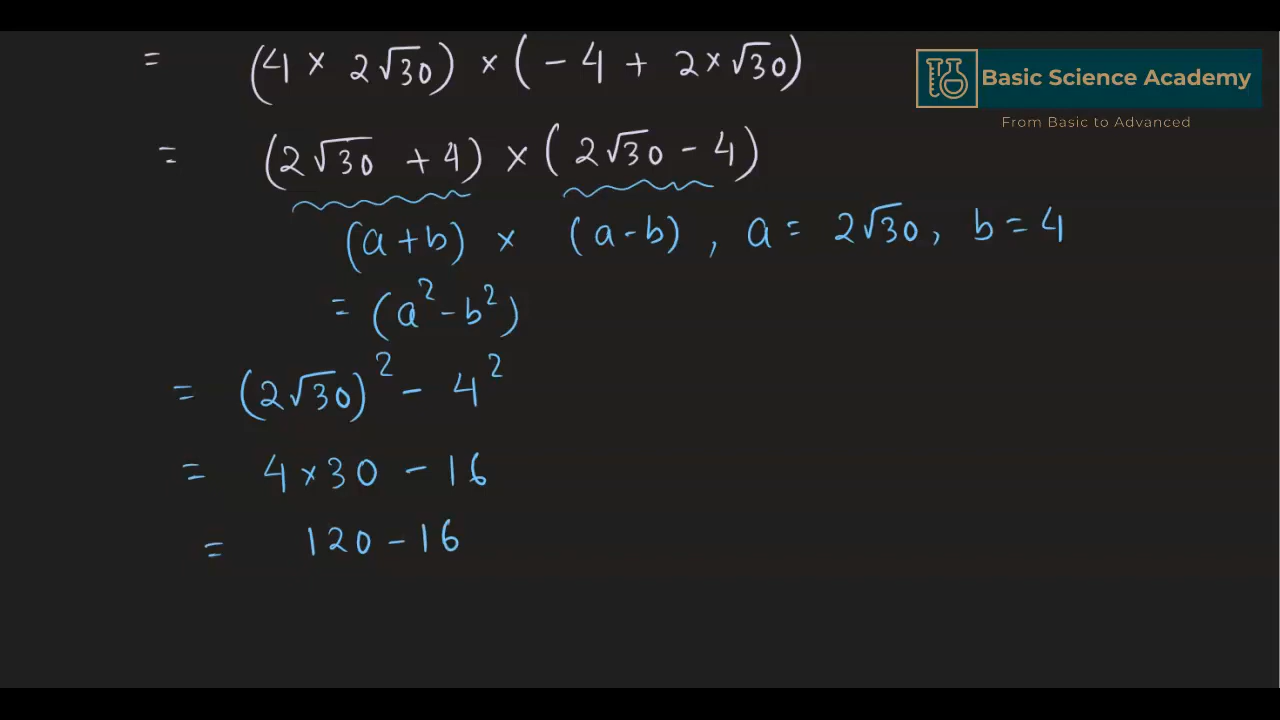 = (4 × 2√30) × (- 4 + 2×√30)
Basic Science Academy
From Basic to Advanced
= (2√30 + 4) × (2√30 - 4)
(a+b) × (a-b), a = 2√30, b = 4
= (a²-b²)
= (2√30)² - 4²
= 4×30 - 16
= 120-16